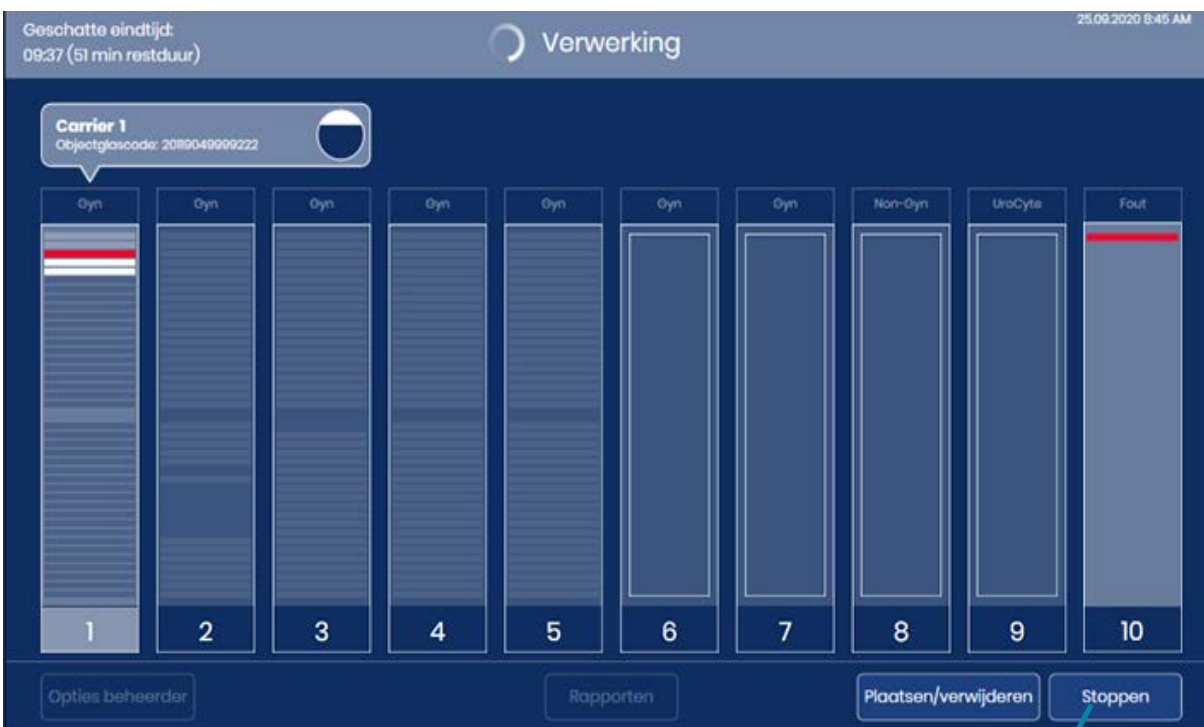 Geschatte eindtijd:
09:37 (51 min restduur)
Verwerking
25.09.2020 8:45 AM
Carrier 1
Objectglascode: 20119049999222
Gyn Gyn Gyn Gyn Gyn Gyn Gyn Non-Gyn UroCyte Fout
1 2 3 4 5 6 7 8 9 10
Opties beheerder Rapporten Plaatsen/verwijderen Stoppen